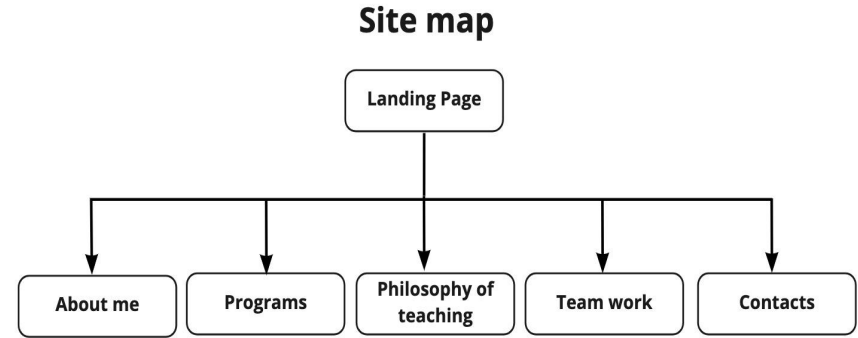 Site map
Landing Page
About me
Programs
Philosophy of
teaching
Team work
Contacts